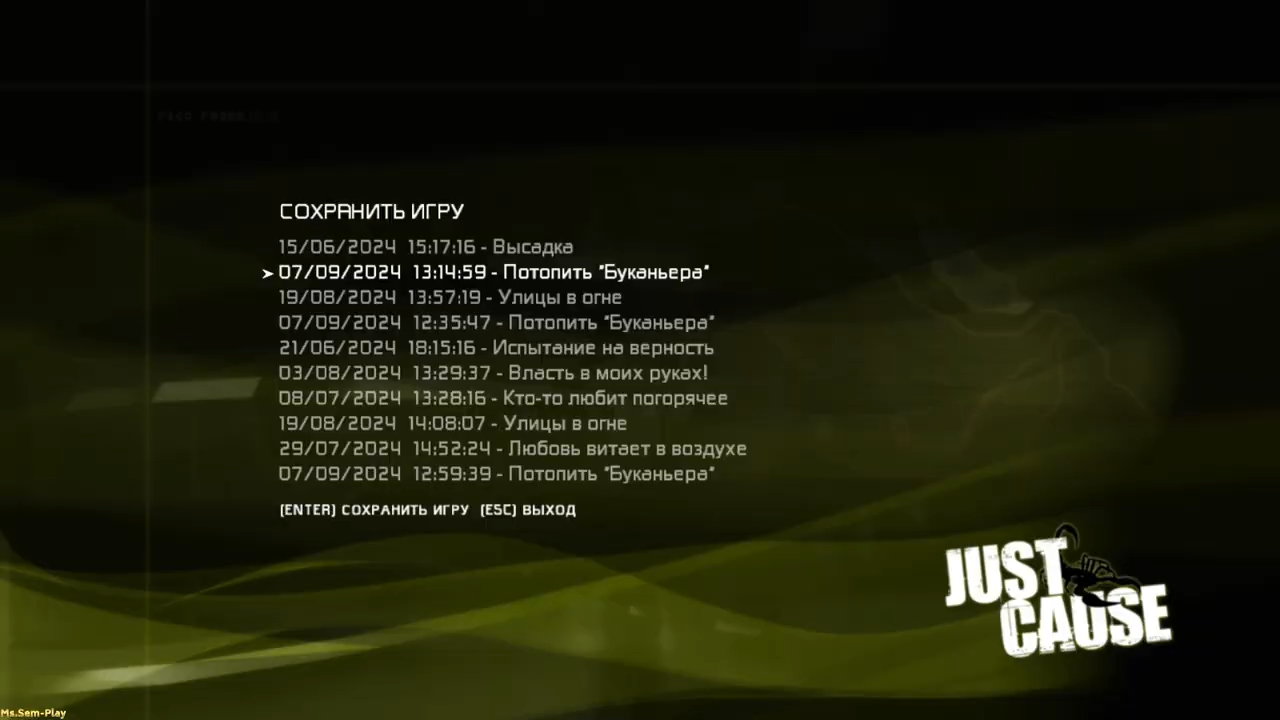 СОХРАНИТЬ ИГРУ
15/06/2024 15:17:16 - Высадка
➤ 07/09/2024 13:14:59 - Потопить "Буканьера"
19/08/2024 13:57:19 - Улицы в огне
07/09/2024 12:35:47 - Потопить "Буканьера"
21/06/2024 18:15:16 - Испытание на верность
03/08/2024 13:29:37 - Власть в моих руках!
08/07/2024 13:28:16 - Кто-то любит погорячее
19/08/2024 14:08:07 - Улицы в огне
29/07/2024 14:52:24 - Любовь витает в воздухе
07/09/2024 12:59:39 - Потопить "Буканьера"
[ENTER] СОХРАНИТЬ ИГРУ [ESC] ВЫХОД
JUST
CAUSE
Ms.Sem-Play